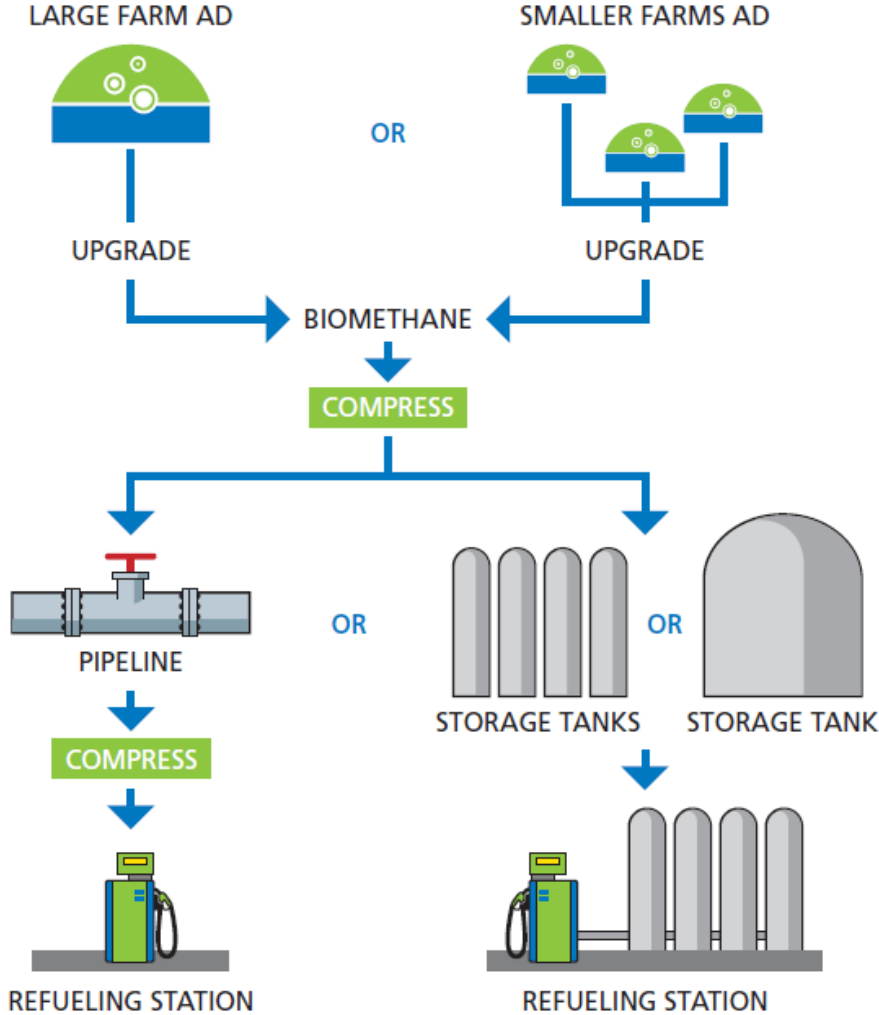 LARGE FARM AD
SMALLER FARMS AD
OR
UPGRADE
UPGRADE
BIOMETHANE
COMPRESS
OR
OR
PIPELINE
STORAGE TANKS
STORAGE TANK
COMPRESS
REFUELING STATION
REFUELING STATION